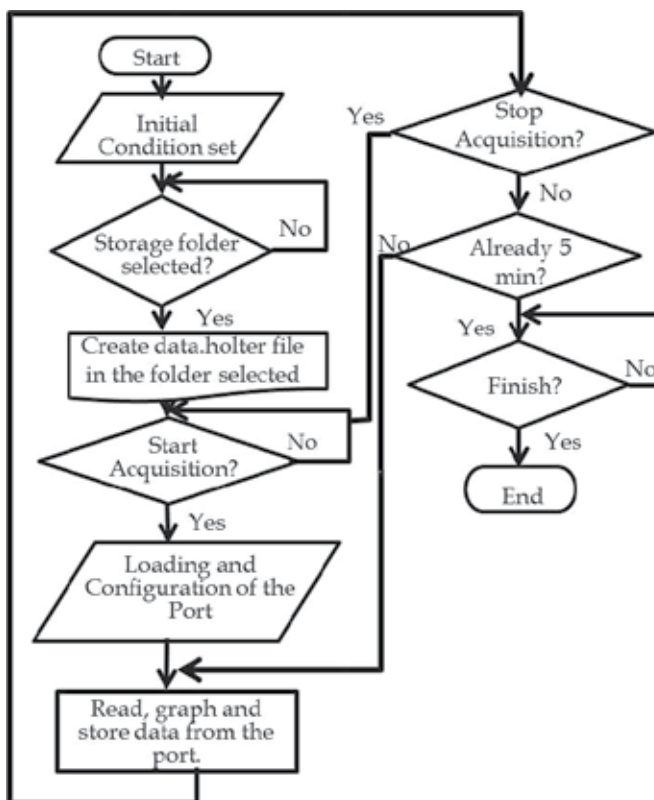 Start
Initial
Condition set
Storage folder
selected?
No
Yes
Create data.holter file
in the folder selected
Start
Acquisition?
No
Yes
Loading and
Configuration of the
Port
Read, graph and
store data from the
port.
Stop
Acquisition?
Yes
No
Already 5
min?
No
Yes
Finish?
No
Yes
End